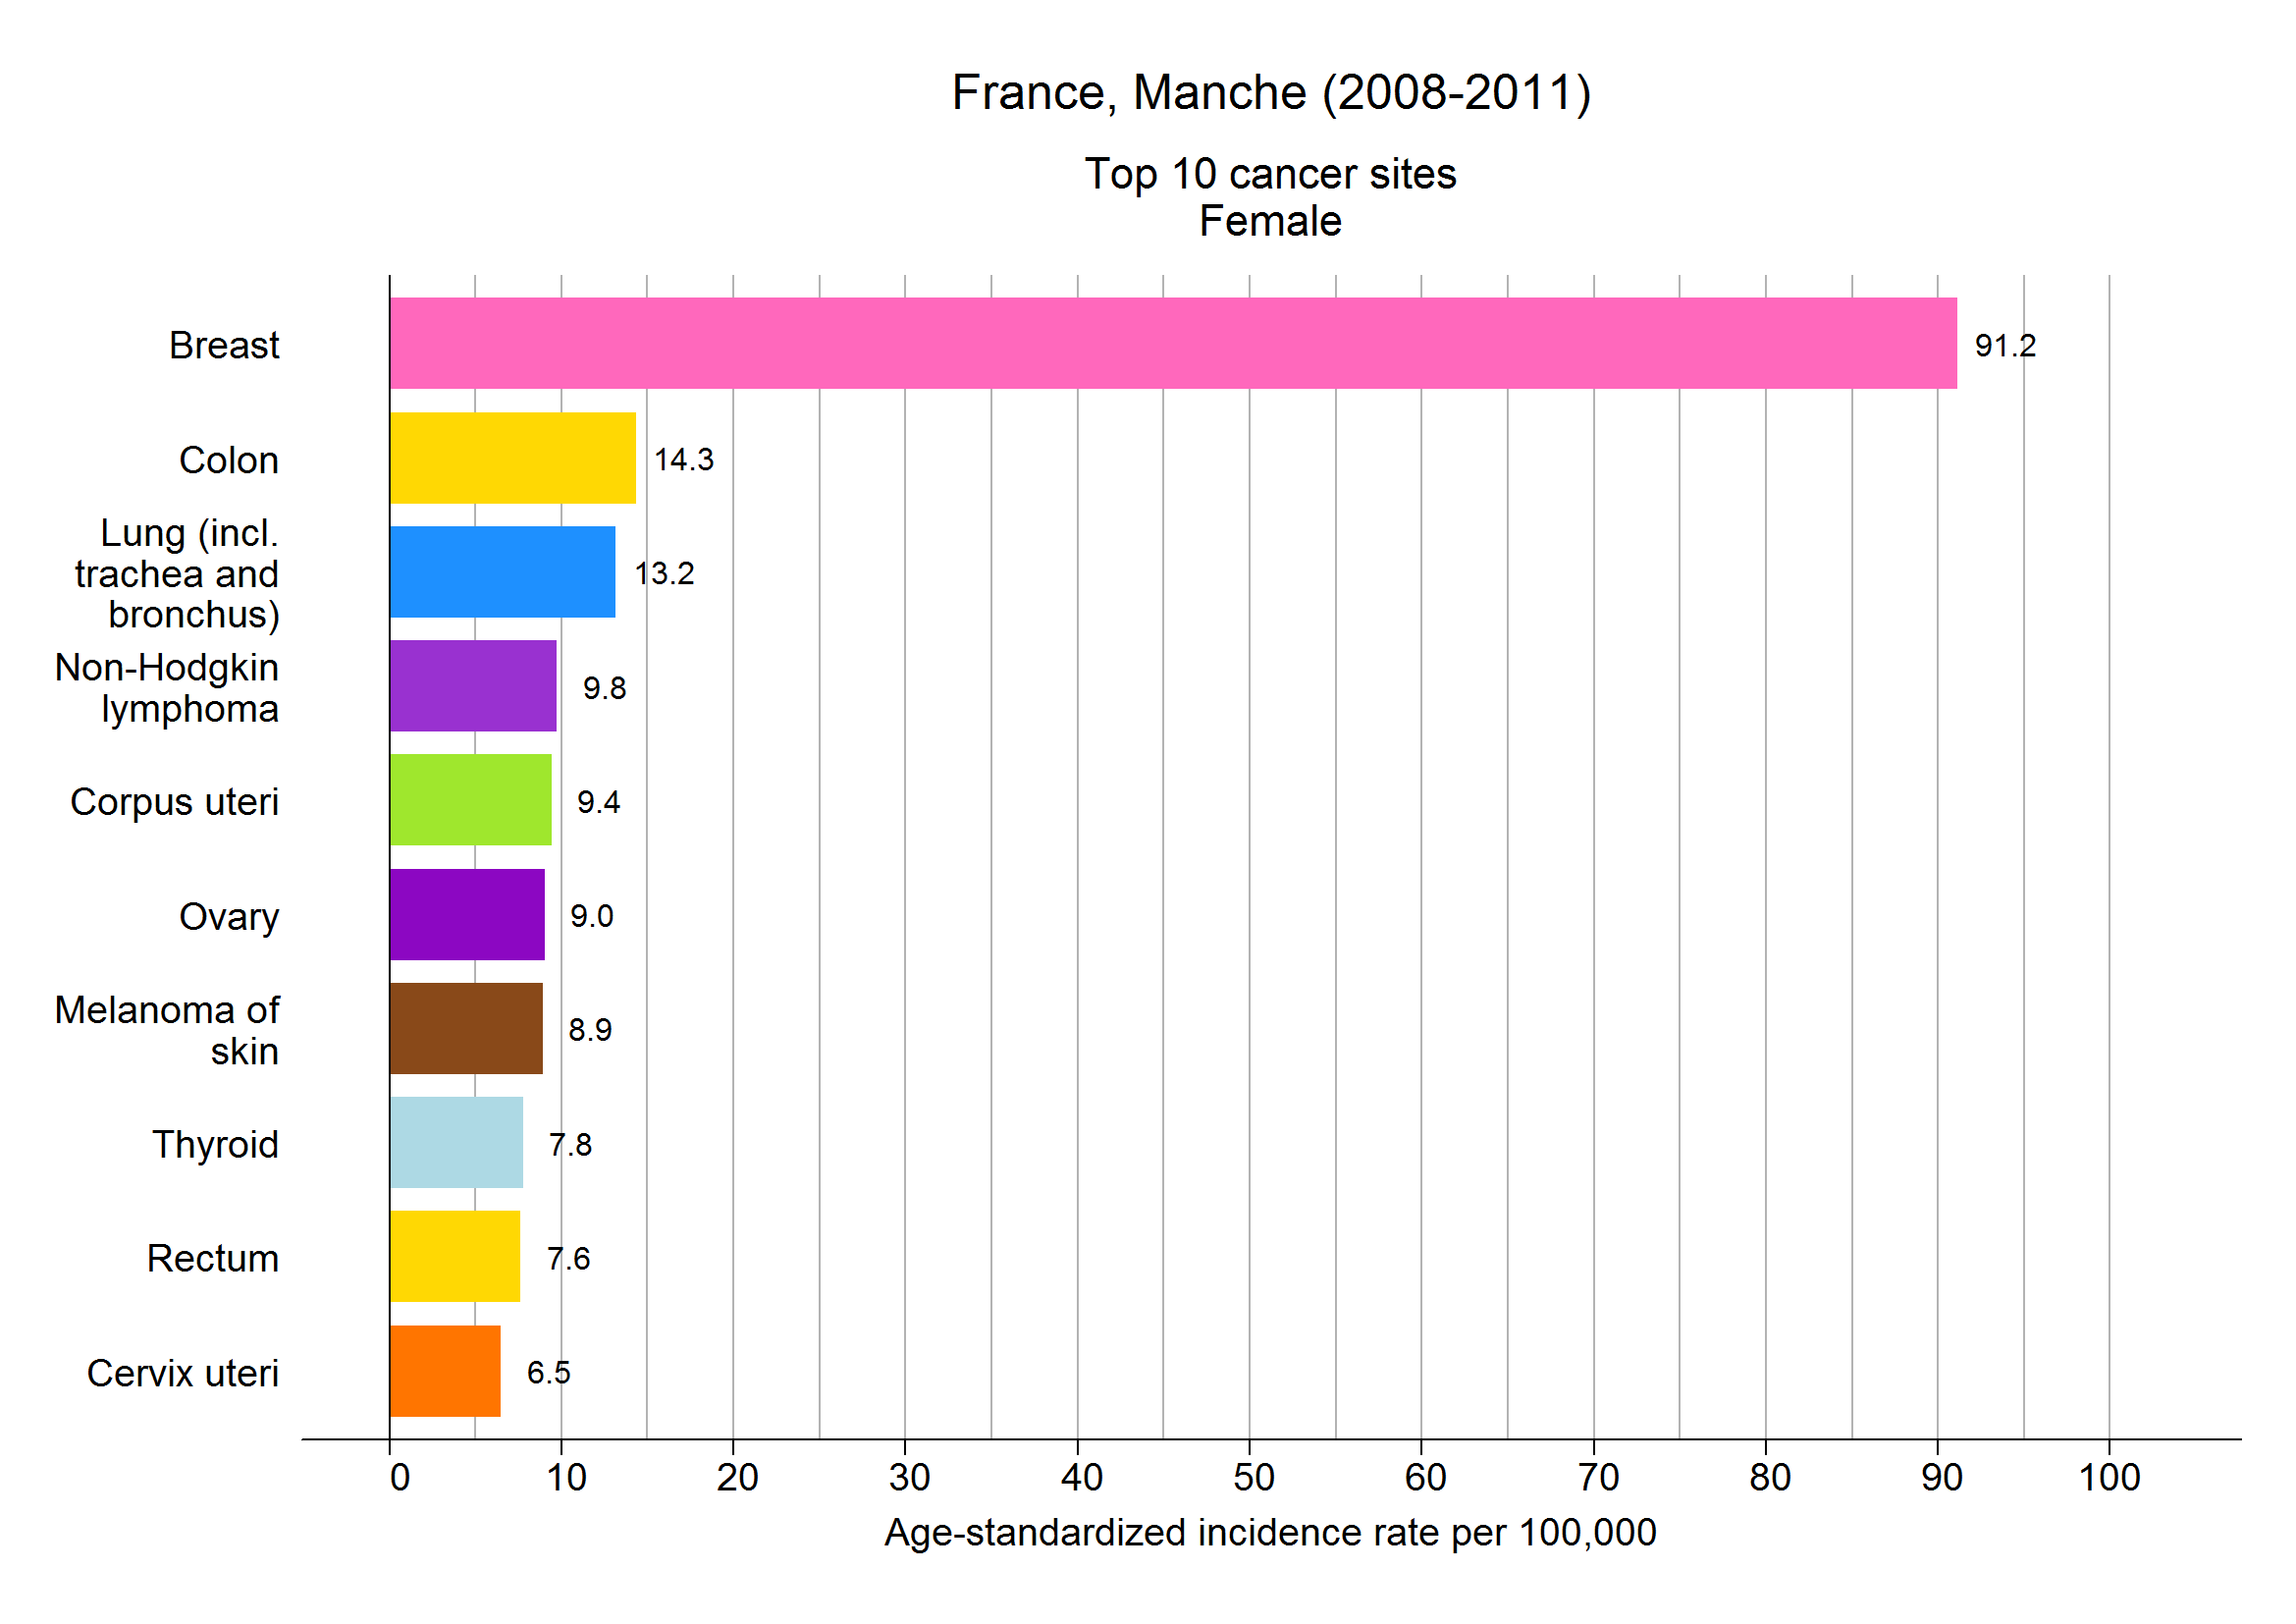 France, Manche (2008-2011)
Top 10 cancer sites
Female
Breast
91.2
Colon
14.3
Lung (incl.
trachea and
bronchus)
13.2
Non-Hodgkin
lymphoma
9.8
Corpus uteri
9.4
Ovary
9.0
Melanoma of
skin
8.9
Thyroid
7.8
Rectum
7.6
Cervix uteri
6.5
0 10 20 30 40 50 60 70 80 90 100
Age-standardized incidence rate per 100,000